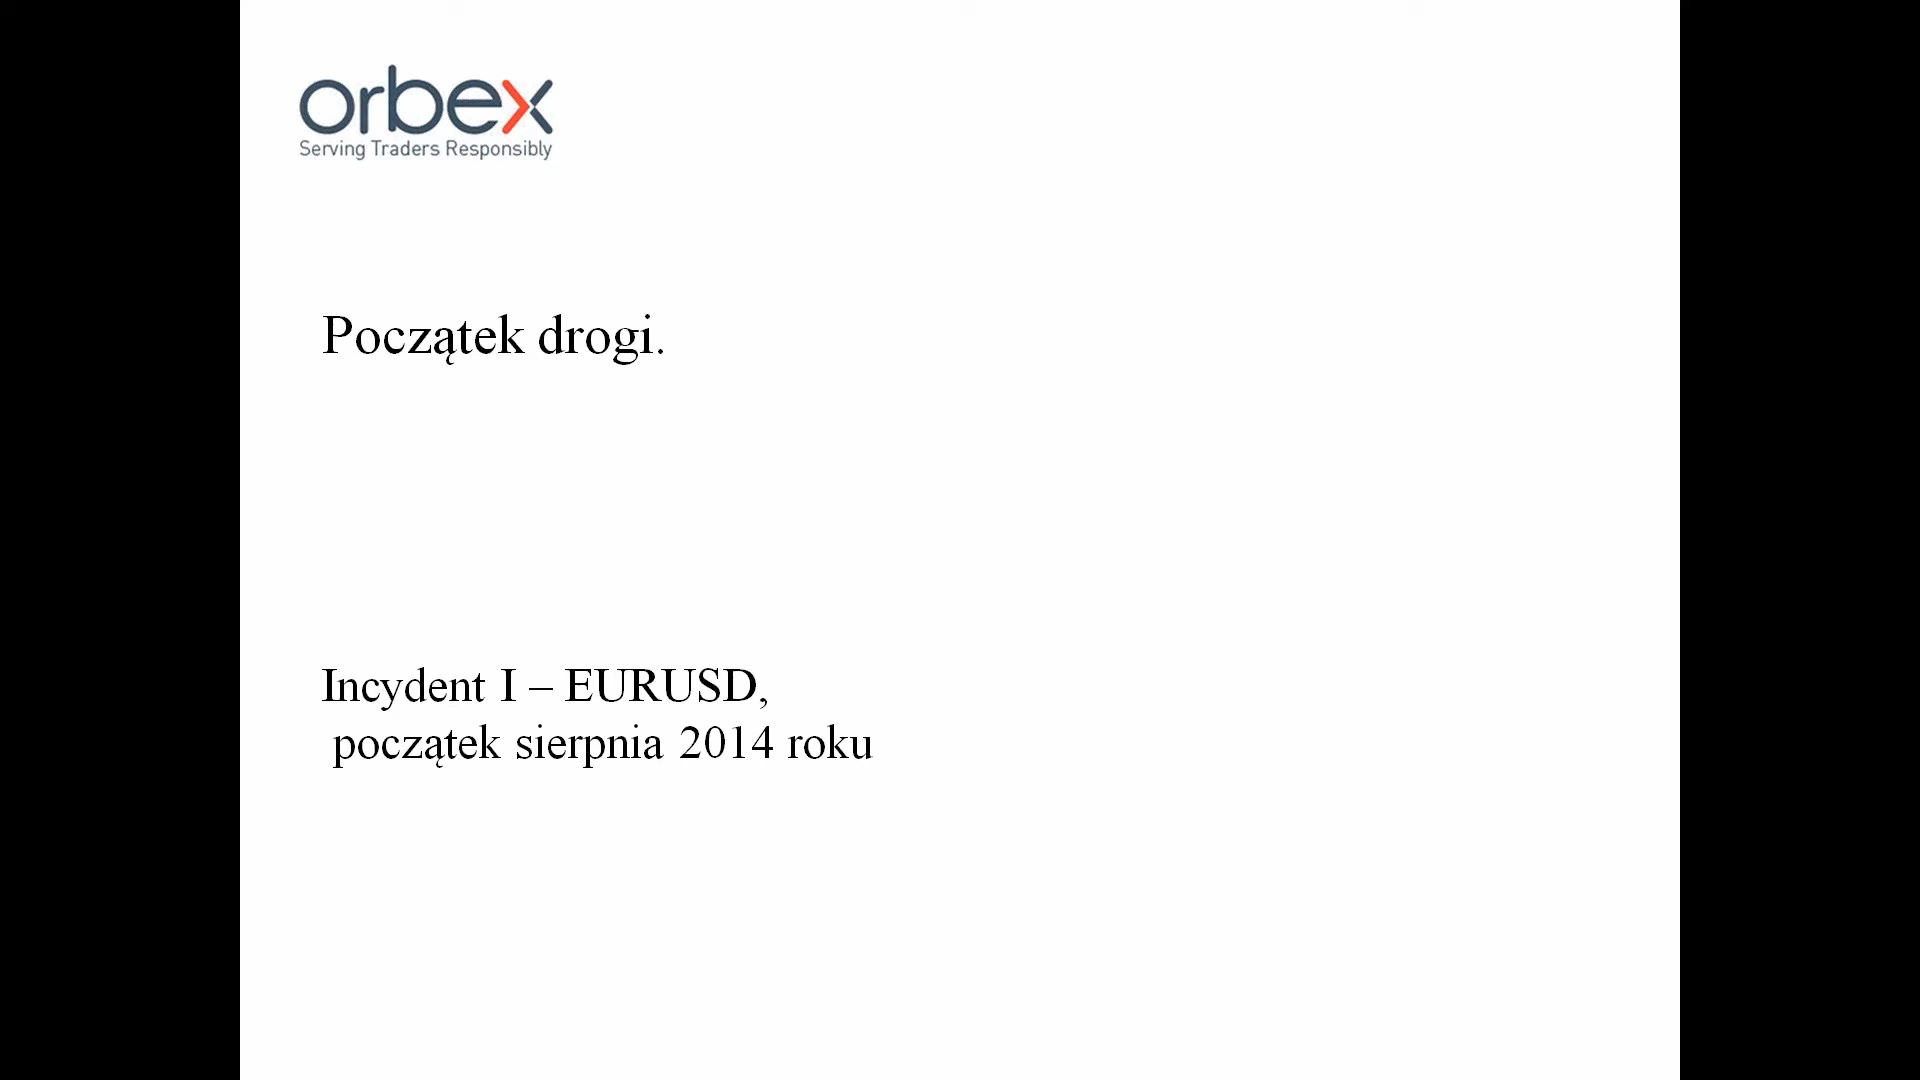 orbex
Serving Traders Responsibly
Początek drogi.
Incydent I – EURUSD,
początek sierpnia 2014 roku